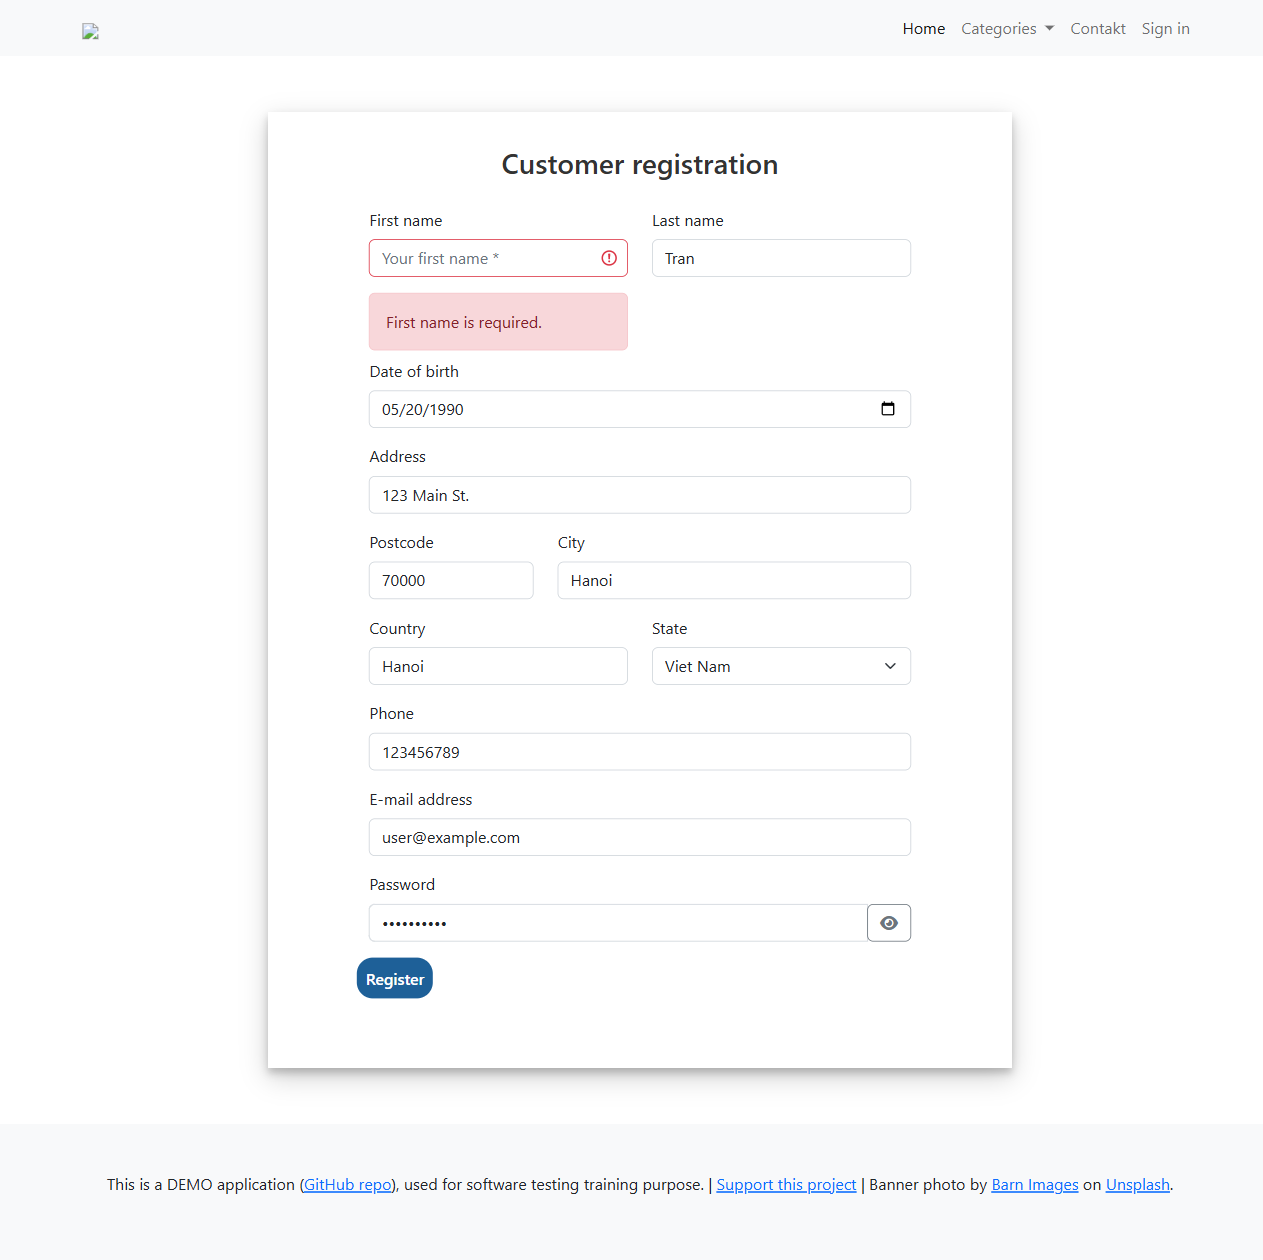 Home Categories Contakt Sign in
Customer registration
First name Last name
Your first name * Tran
First name is required.
Date of birth
05/20/1990
Address
123 Main St.
Postcode City
70000 Hanoi
Country State
Hanoi Viet Nam
Phone
123456789
E-mail address
user@example.com
Password
••••••••••
Register
This is a DEMO application (GitHub repo), used for software testing training purpose. | Support this project | Banner photo by Barn Images on Unsplash.